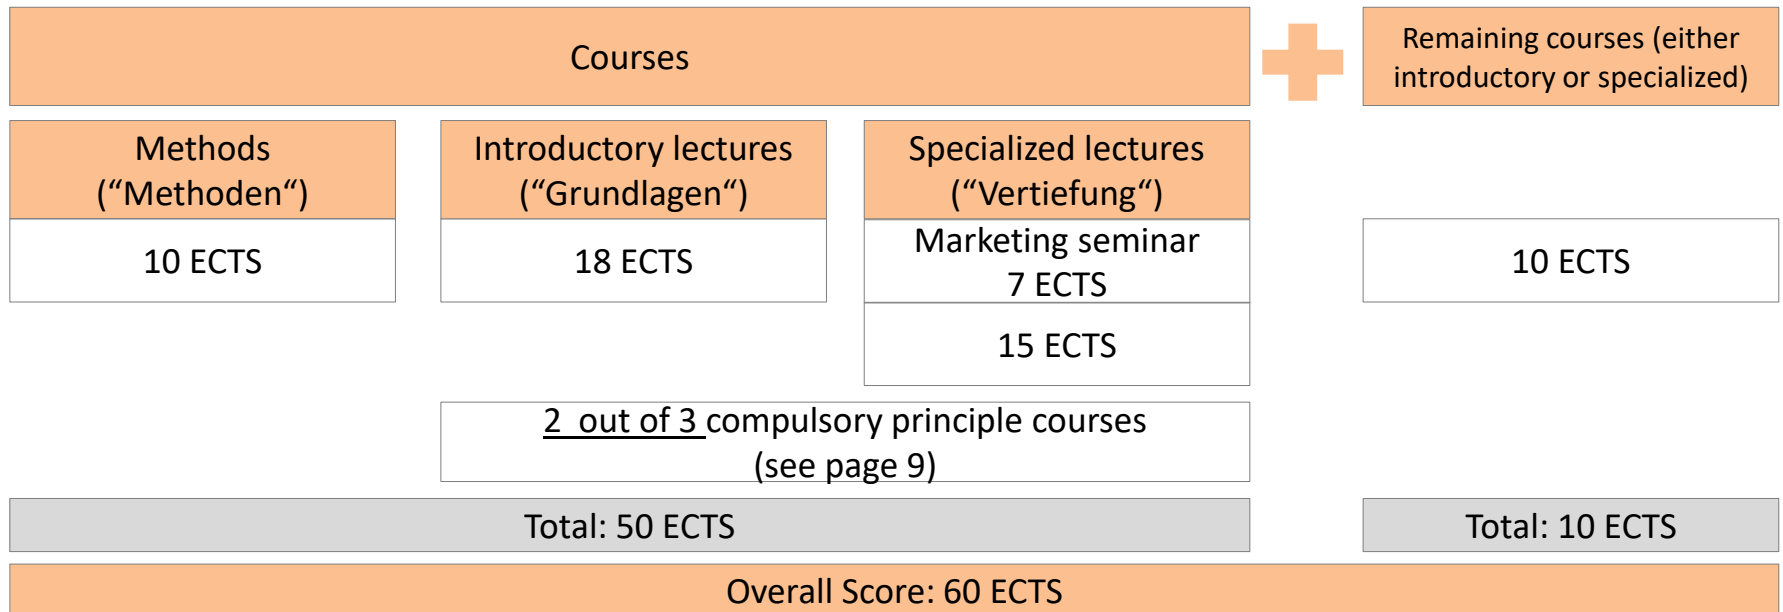 Courses
Remaining courses (either
introductory or specialized)
Methods
(“Methoden“)
Introductory lectures
(“Grundlagen“)
Specialized lectures
(“Vertiefung“)
10 ECTS
18 ECTS
Marketing seminar
7 ECTS
10 ECTS
15 ECTS
2 out of 3 compulsory principle courses
(see page 9)
Total: 50 ECTS
Total: 10 ECTS
Overall Score: 60 ECTS